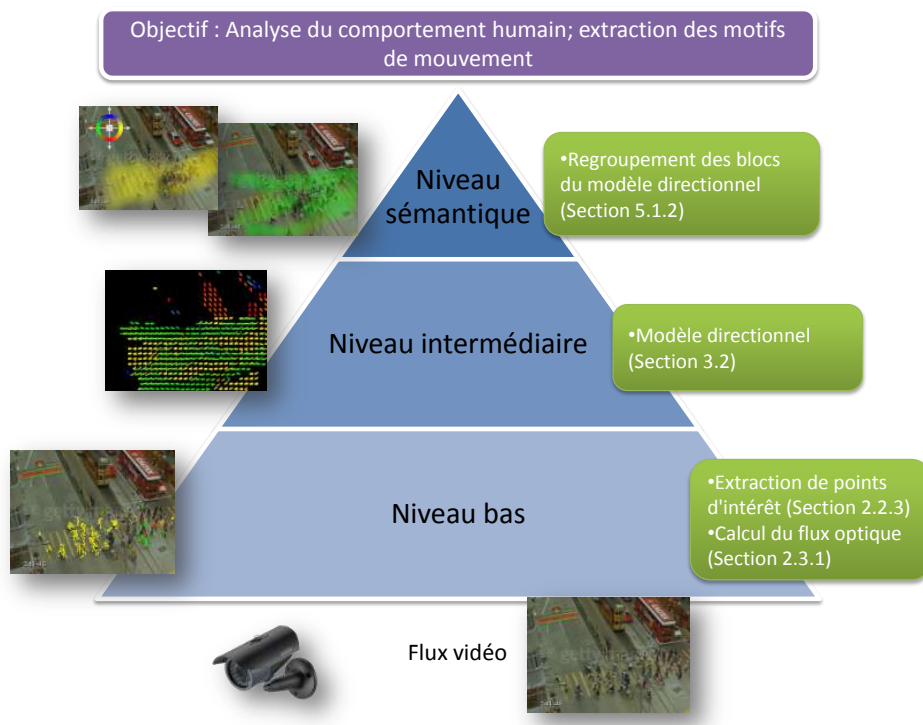 Objectif : Analyse du comportement humain; extraction des motifs
de mouvement
Niveau
sémantique
•Regroupement des blocs
du modèle directionnel
(Section 5.1.2)
Niveau intermédiaire
•Modèle directionnel
(Section 3.2)
Niveau bas
•Extraction de points
d'intérêt (Section 2.2.3)
•Calcul du flux optique
(Section 2.3.1)
Flux vidéo